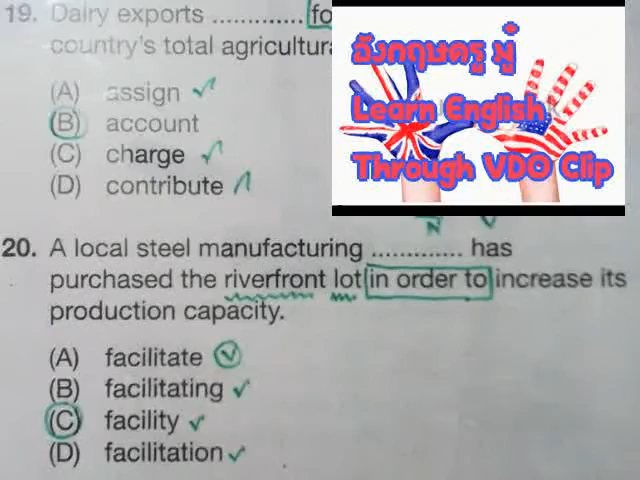 19. Dairy exports ............. fo
country's total agricultura
(A) assign
(B) account
(C) charge
(D) contribute
อังกฤษครู มู๋
Learn English
Through VDO Clip
N V
20. A local steel manufacturing ............. has
purchased the riverfront lot in order to increase its
production capacity.
(A) facilitate
(B) facilitating
(C) facility
(D) facilitation